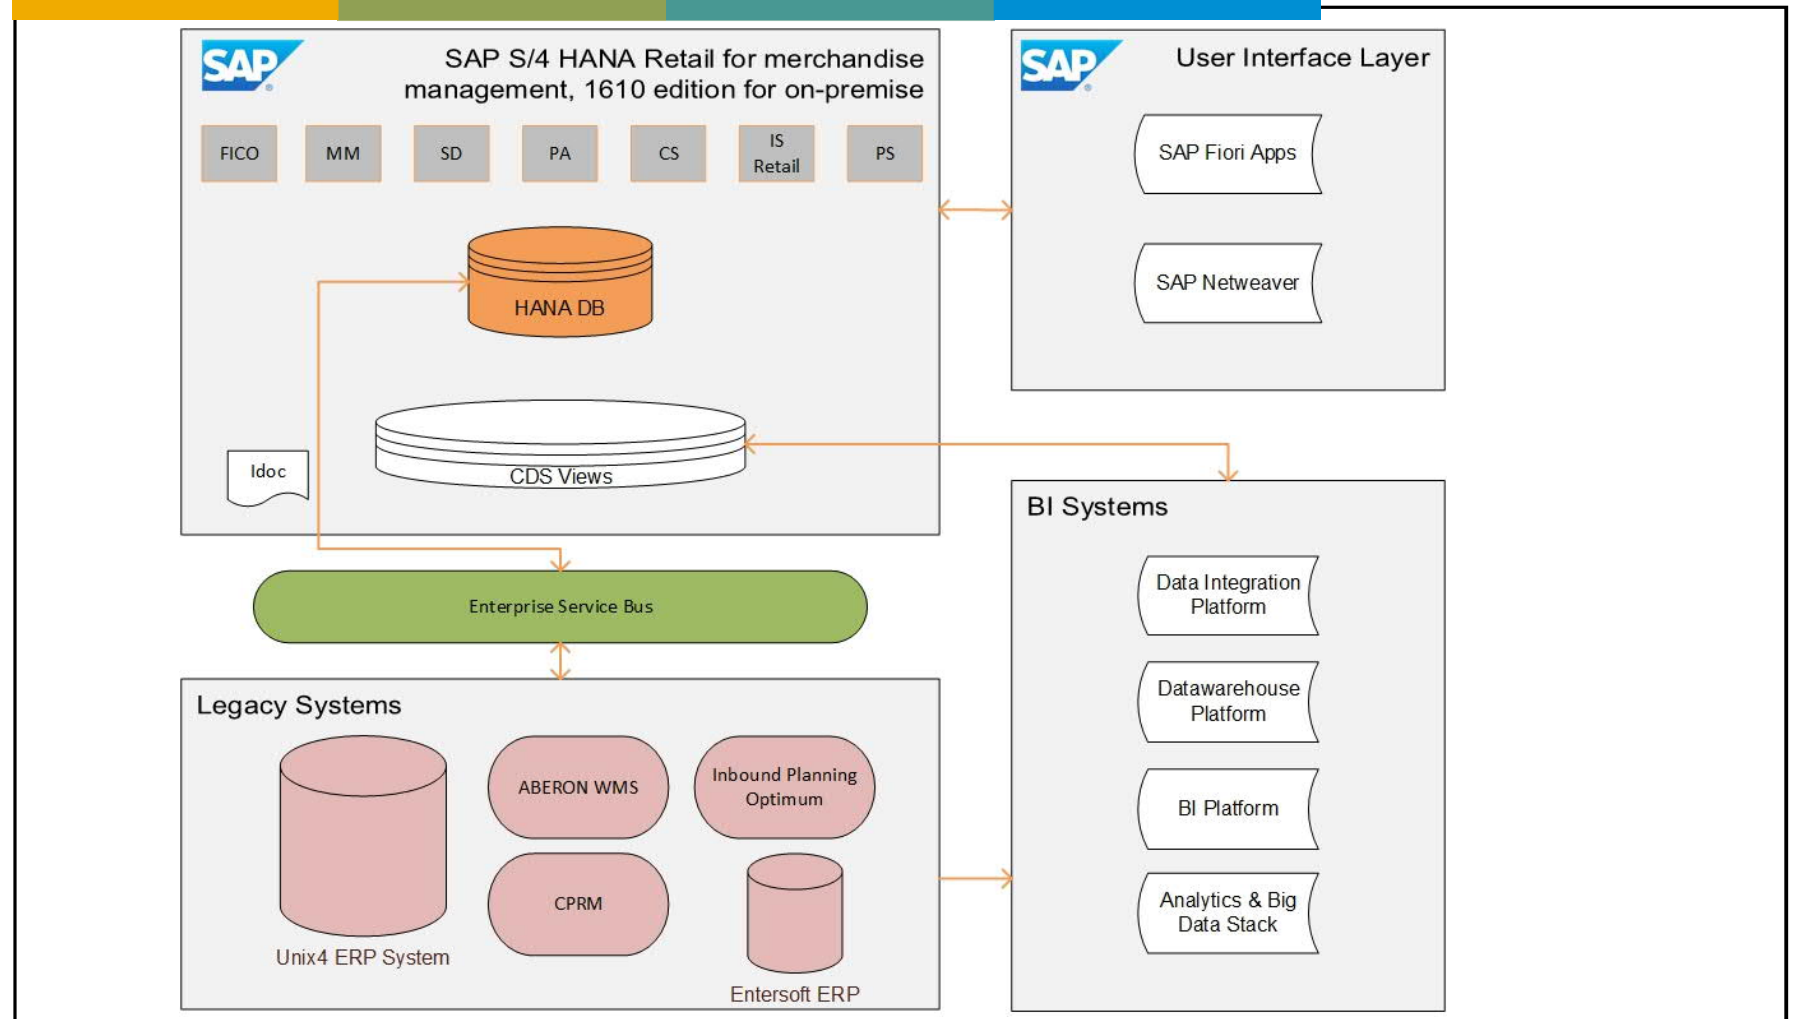 SAP
SAP S/4 HANA Retail for merchandise
management, 1610 edition for on-premise
FICO
MM
SD
PA
CS
IS
Retail
PS
HANA DB
CDS Views
Idoc
SAP
User Interface Layer
SAP Fiori Apps
SAP Netweaver
Enterprise Service Bus
Legacy Systems
Unix4 ERP System
ABERON WMS
Inbound Planning
Optimum
CPRM
Entersoft ERP
BI Systems
Data Integration
Platform
Datawarehouse
Platform
BI Platform
Analytics & Big
Data Stack